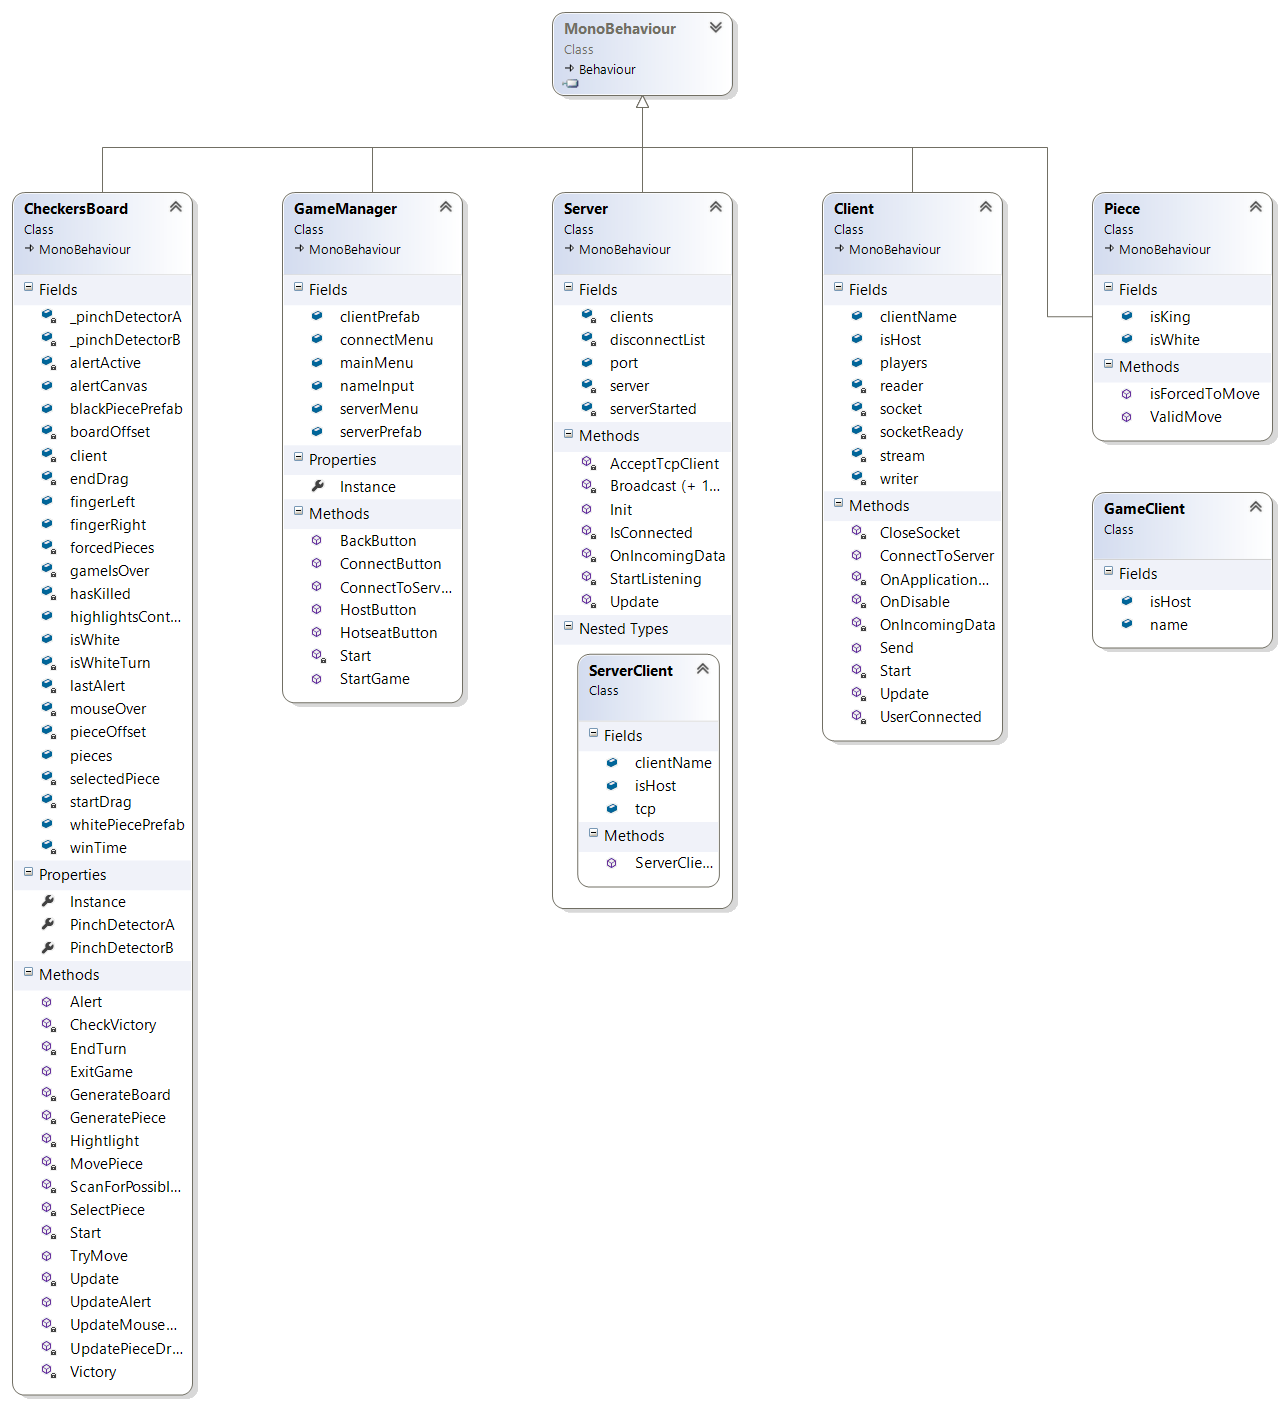 MonoBehaviour
Class
Behaviour
CheckersBoard
Class
MonoBehaviour
Fields
_pinchDetectorA
_pinchDetectorB
alertActive
alertCanvas
blackPiecePrefab
boardOffset
client
endDrag
fingerLeft
fingerRight
forcedPieces
gameIsOver
hasKilled
highlightsCont...
isWhite
isWhiteTurn
lastAlert
mouseOver
pieceOffset
pieces
selectedPiece
startDrag
whitePiecePrefab
winTime
Properties
Instance
PinchDetectorA
PinchDetectorB
Methods
Alert
CheckVictory
EndTurn
ExitGame
GenerateBoard
GeneratePiece
Hightlight
MovePiece
ScanForPossibl...
SelectPiece
Start
TryMove
Update
UpdateAlert
UpdateMouse...
UpdatePieceDr...
Victory
GameManager
Class
MonoBehaviour
Fields
clientPrefab
connectMenu
mainMenu
nameInput
serverMenu
serverPrefab
Properties
Instance
Methods
BackButton
ConnectButton
ConnectToServ...
HostButton
HotseatButton
Start
StartGame
Server
Class
MonoBehaviour
Fields
clients
disconnectList
port
server
serverStarted
Methods
AcceptTcpClient
Broadcast (+ 1...
Init
IsConnected
OnIncomingData
StartListening
Update
Nested Types
ServerClient
Class
Fields
clientName
isHost
tcp
Methods
ServerClie...
Client
Class
MonoBehaviour
Fields
clientName
isHost
players
reader
socket
socketReady
stream
writer
Methods
CloseSocket
ConnectToServer
OnApplication...
OnDisable
OnIncomingData
Send
Start
Update
UserConnected
Piece
Class
MonoBehaviour
Fields
isKing
isWhite
Methods
isForcedToMove
ValidMove
GameClient
Class
Fields
isHost
name